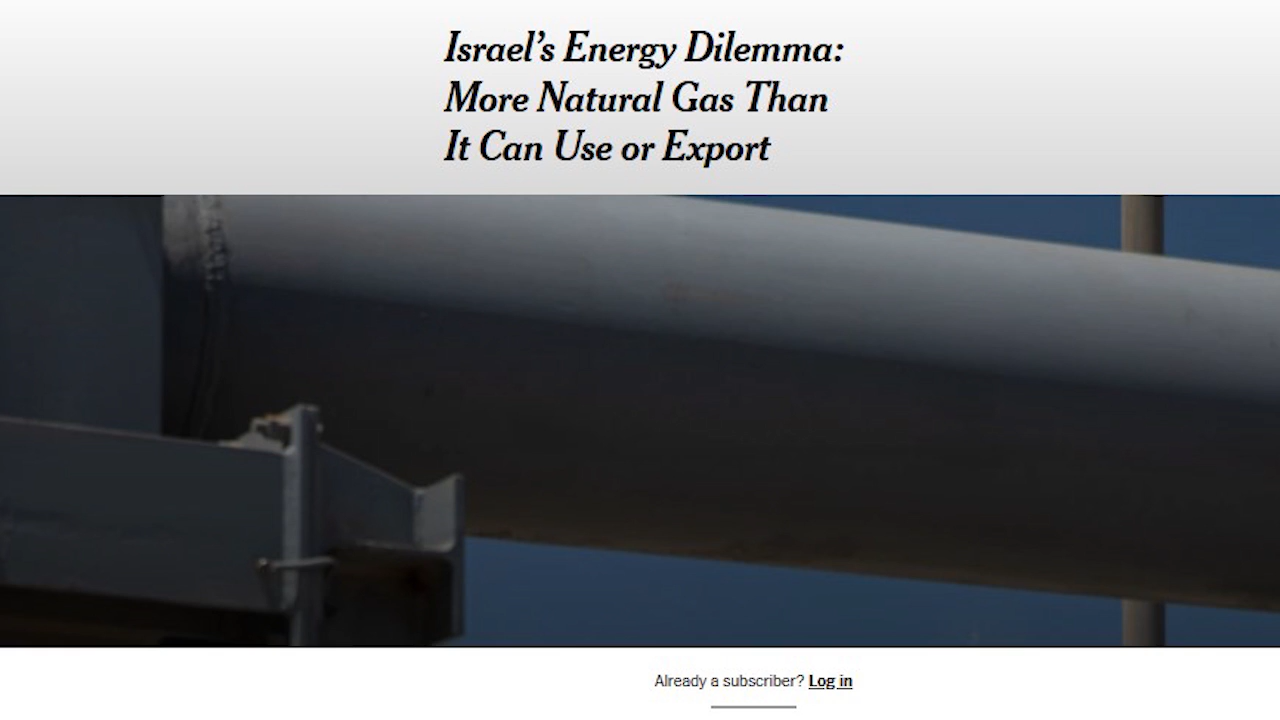 Israel’s Energy Dilemma:
More Natural Gas Than
It Can Use or Export
Already a subscriber? Log in